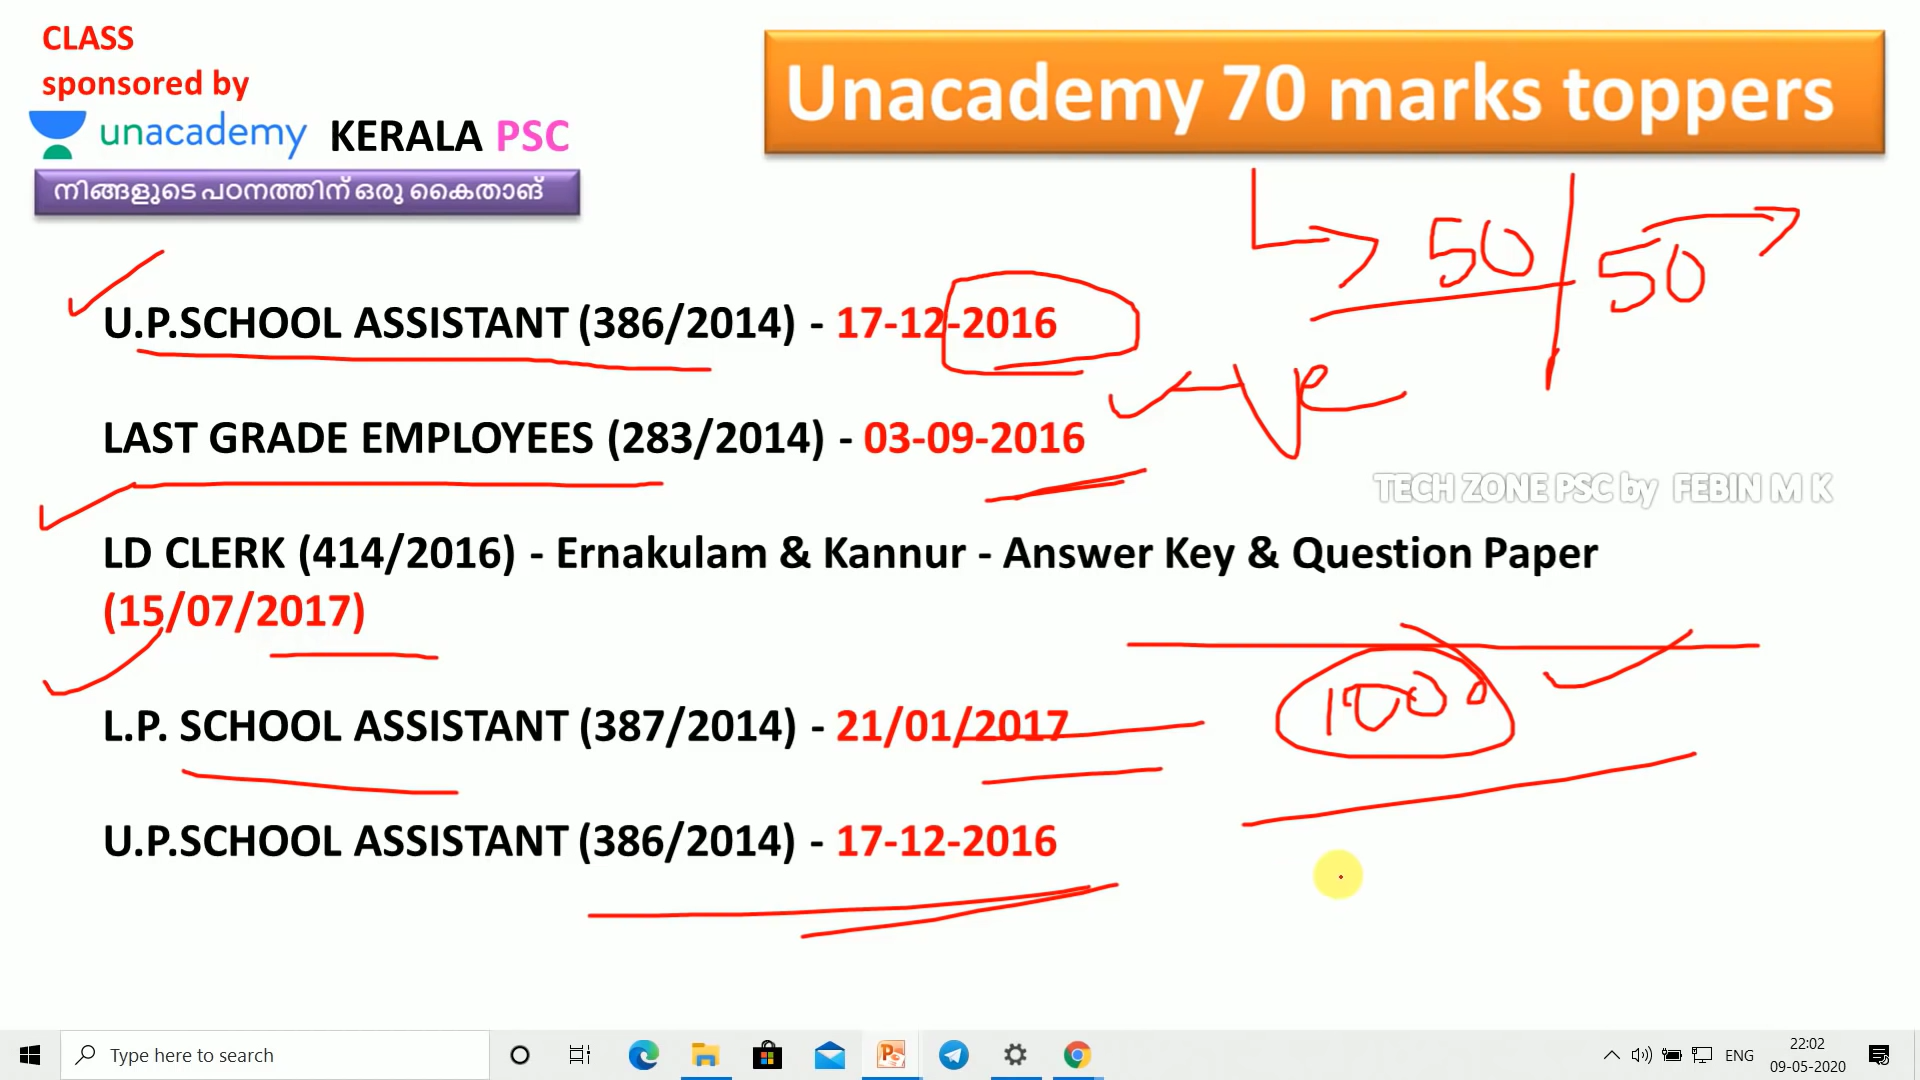 CLASS
sponsored by
unacademy KERALA PSC
നിങ്ങളുടെ പഠനത്തിന് ഒരു കൈതാങ്ങ്
Unacademy 70 marks toppers
50 50
U.P.SCHOOL ASSISTANT (386/2014) - 17-12-2016
-ve
LAST GRADE EMPLOYEES (283/2014) - 03-09-2016
TECH ZONE PSC by FEBIN M K
LD CLERK (414/2016) - Ernakulam & Kannur - Answer Key & Question Paper
(15/07/2017)
L.P. SCHOOL ASSISTANT (387/2014) - 21/01/2017
U.P.SCHOOL ASSISTANT (386/2014) - 17-12-2016
Type here to search
ENG
22:02
09-05-2020